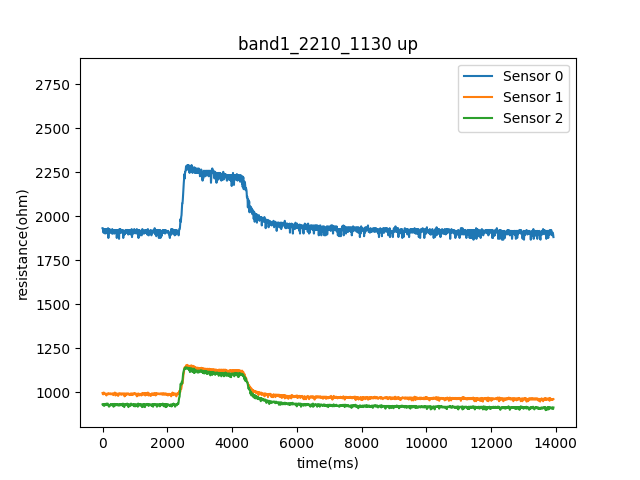 band1_2210_1130 up
Sensor 0
Sensor 1
Sensor 2
resistance(ohm)
2750
2500
2250
2000
1750
1500
1250
1000
0 2000 4000 6000 8000 10000 12000 14000
time(ms)